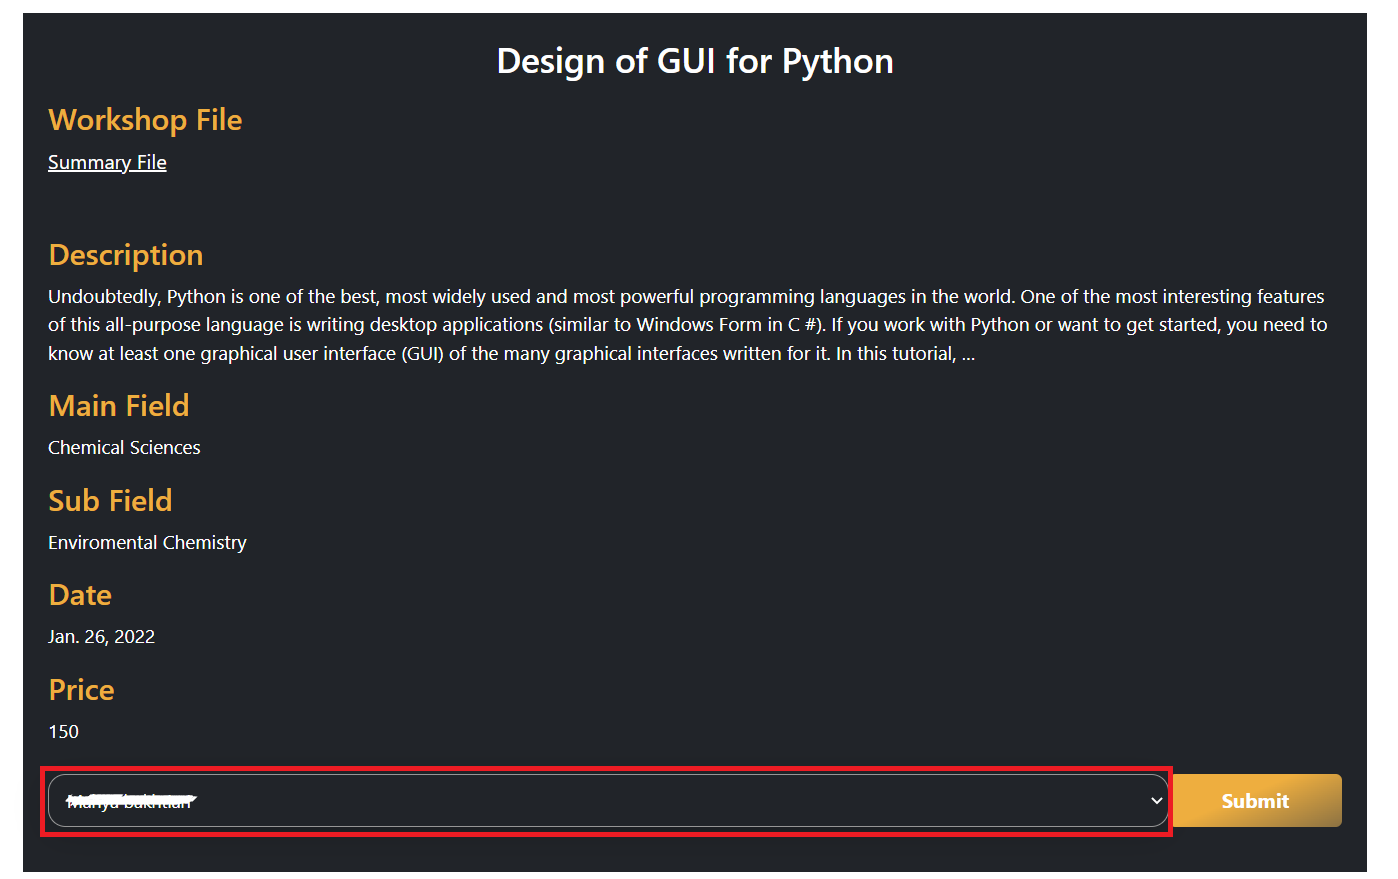 Design of GUI for Python
Workshop File
Summary File
Description
Undoubtedly, Python is one of the best, most widely used and most powerful programming languages in the world. One of the most interesting features
of this all-purpose language is writing desktop applications (similar to Windows Form in C #). If you work with Python or want to get started, you need to
know at least one graphical user interface (GUI) of the many graphical interfaces written for it. In this tutorial, ...
Main Field
Chemical Sciences
Sub Field
Enviromental Chemistry
Date
Jan. 26, 2022
Price
150
Submit